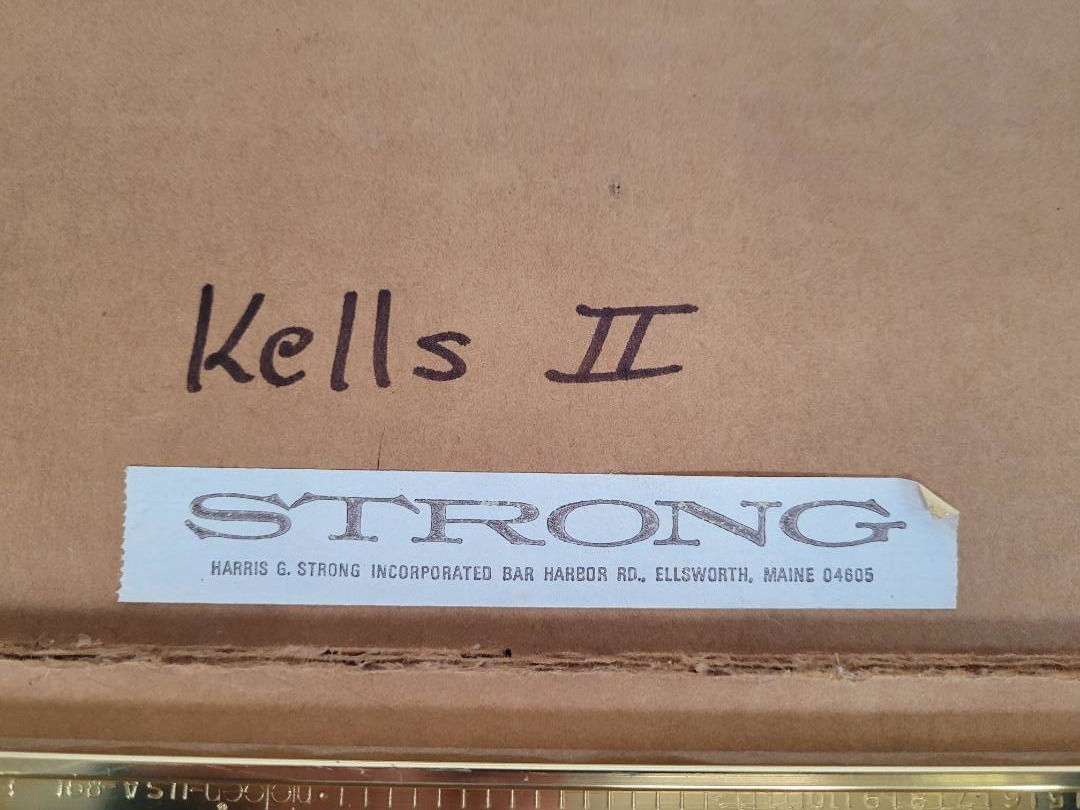 Kells II
STRONG
HARRIS G. STRONG INCORPORATED BAR HARBOR RD., ELLSWORTH, MAINE 04605